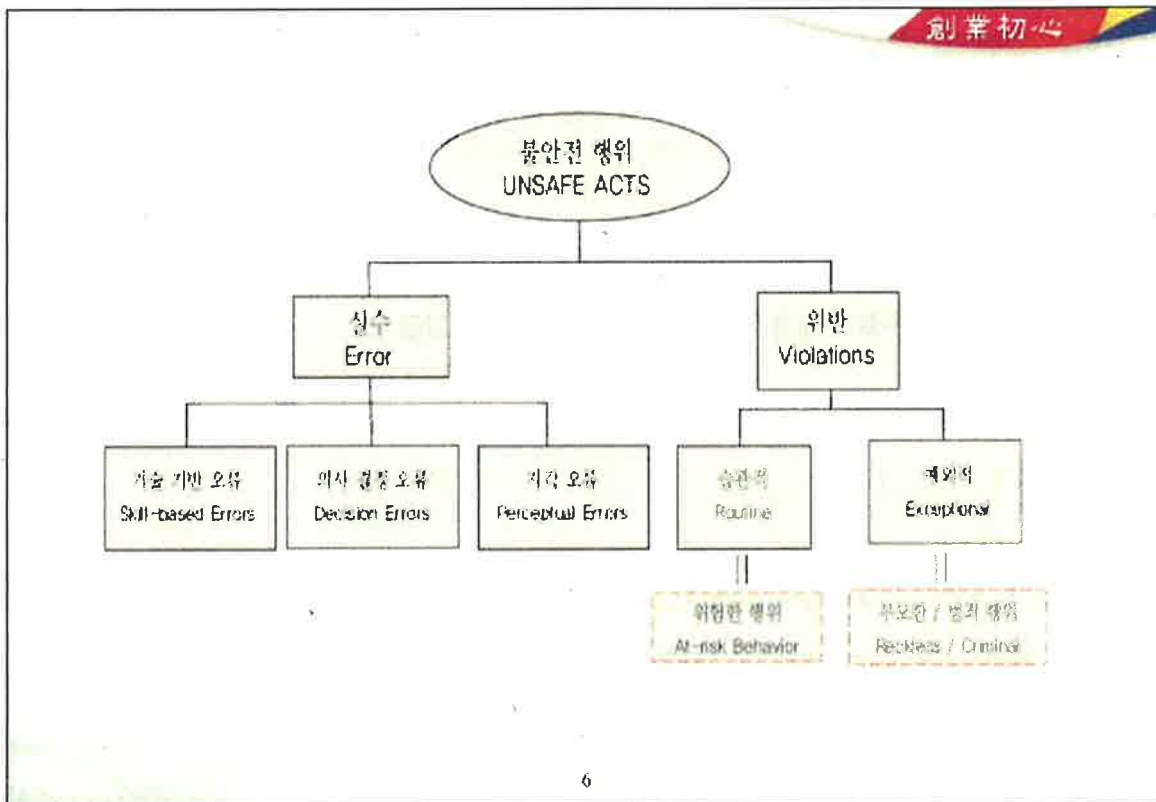 創業初心
불안전 행위
UNSAFE ACTS
실수
Error
위반
Violations
기술 기반 오류
Skill-based Errors
의사 결정 오류
Decision Errors
지각 오류
Perceptual Errors
습관적
Routine
예외적
Exceptional
위험한 행위
At-risk Behavior
무모한 / 범죄 행위
Reckless / Criminal
6